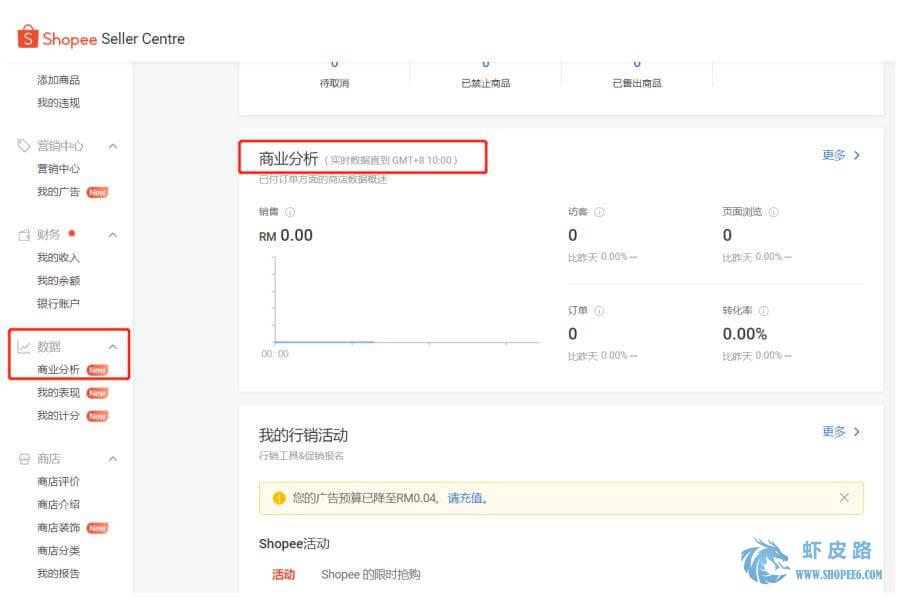 Shopee Seller Centre
添加商品
我的违规
营销中心
营销中心
我的广告 New
财务
我的收入
我的余额
银行账户
数据
商业分析 New
我的表现 New
我的计分 New
商店
商店评价
商店介绍
商店装饰 New
商店分类
我的报告
0 0 0
待取消 已禁止商品 已售出商品
商业分析 ( 实时数据直到 GMT+8 10:00 ) 更多
已付订单方面的商店数据概述
销售
RM 0.00
00:00
访客 页面浏览
0 0
比昨天 0.00% — 比昨天 0.00% —
订单 转化率
0 0.00%
比昨天 0.00% — 比昨天 0.00% —
我的行销活动 更多
行销工具&促销报名
您的广告预算已降至RM0.04, 请充值。
Shopee活动
活动 Shopee 的限时抢购
虾皮路
WWW.SHOPEE6.COM